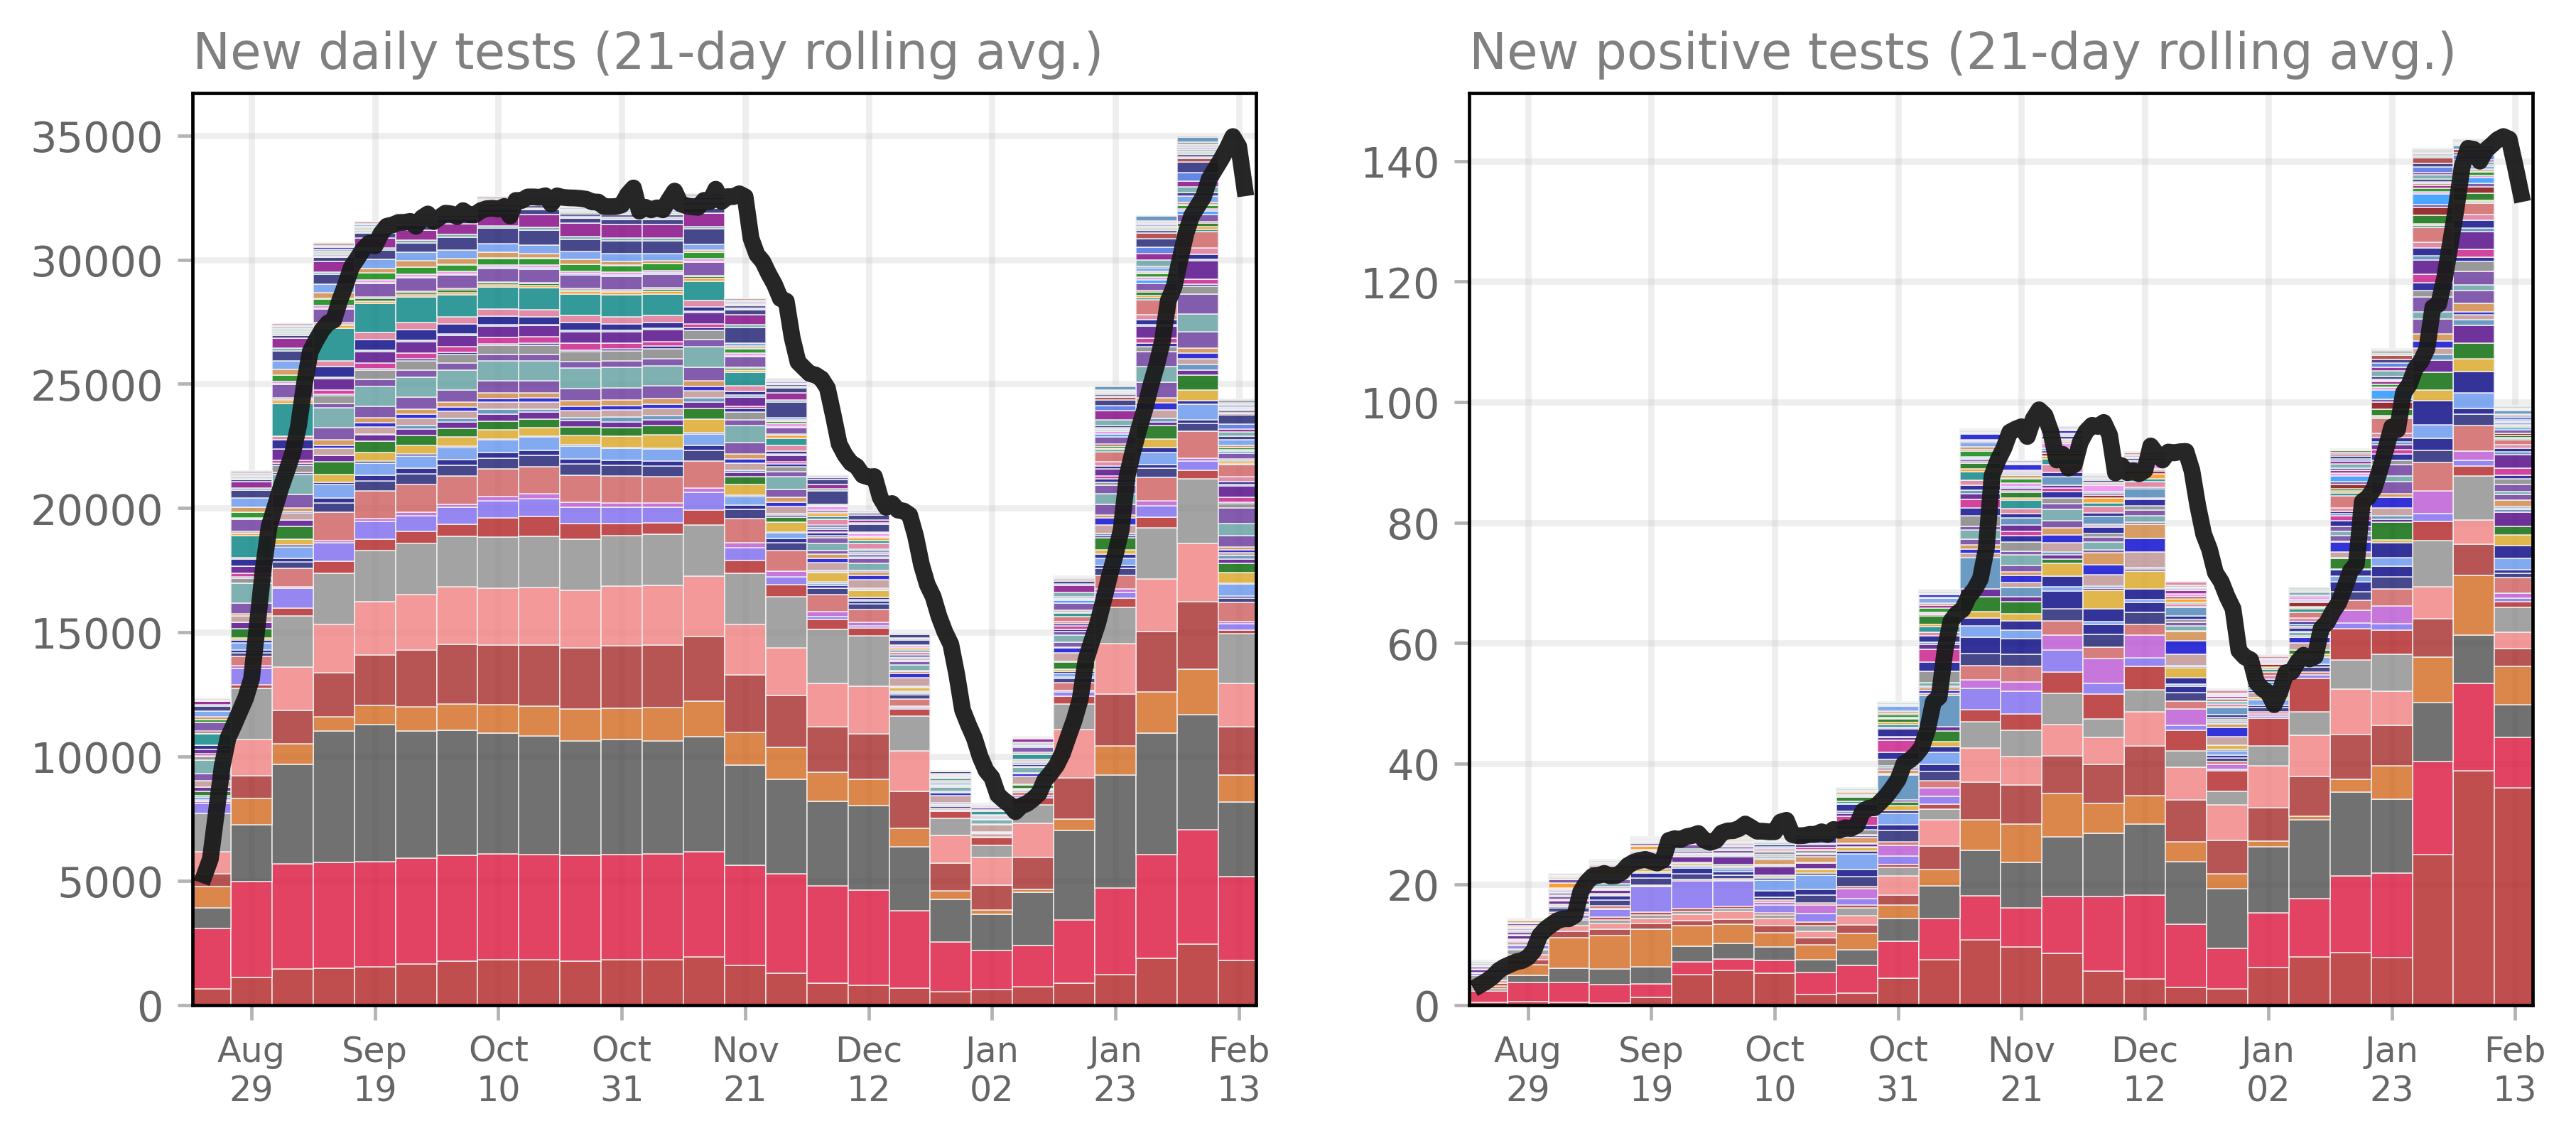 New daily tests (21-day rolling avg.)
35000
30000
25000
20000
15000
10000
5000
0
Aug Sep Oct Oct Nov Dec Jan Jan Feb
29 19 10 31 21 12 02 23 13
New positive tests (21-day rolling avg.)
140
120
100
80
60
40
20
0
Aug Sep Oct Oct Nov Dec Jan Jan Feb
29 19 10 31 21 12 02 23 13